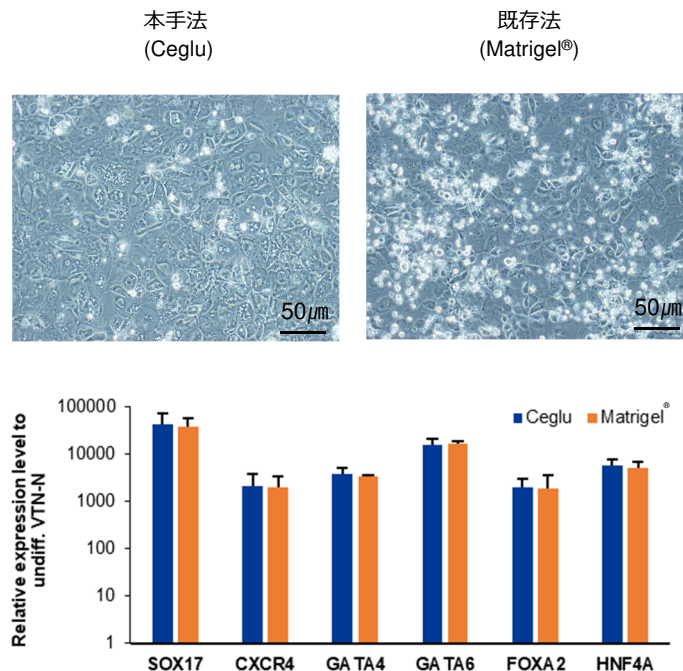 本手法
(Ceglu)
既存法
(Matrigel®)
50㎛
50㎛
Relative expression level to
undiff. VTN-N
100000
10000
1000
100
10
1
Ceglu
Matrigel®
SOX17
CXCR4
GATA4
GATA6
FOXA2
HNF4A